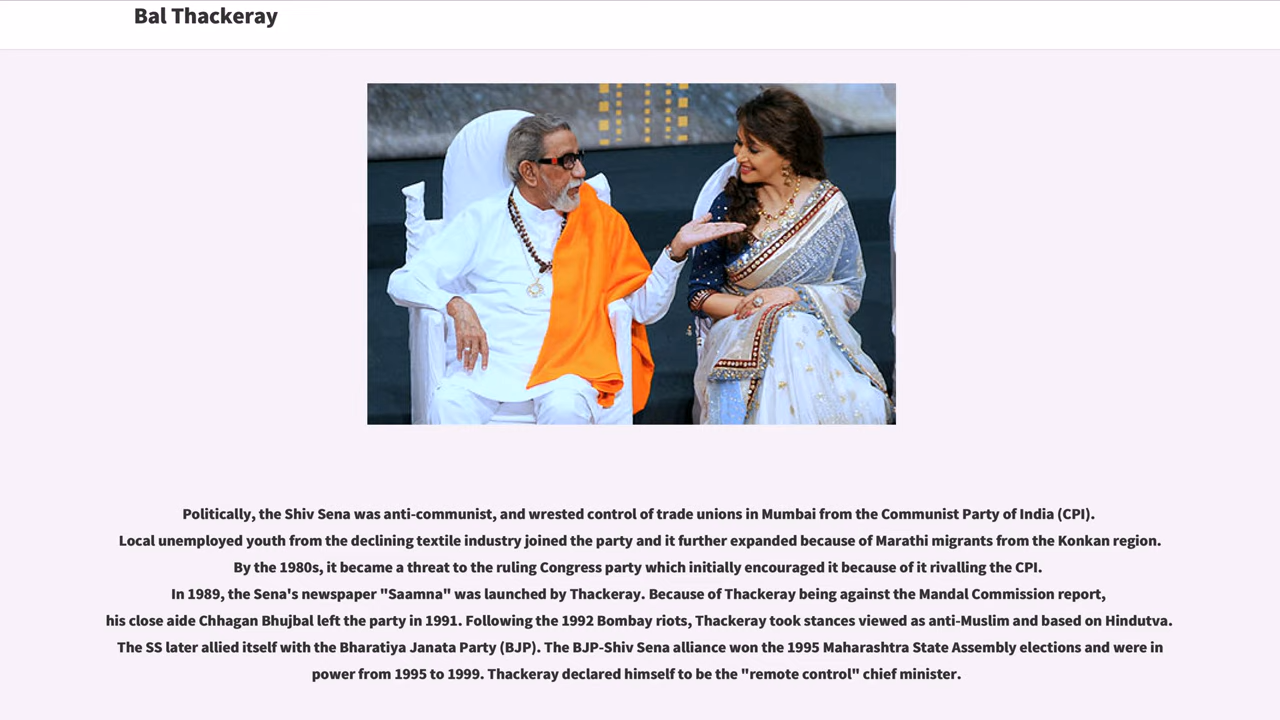 Bal Thackeray
Politically, the Shiv Sena was anti-communist, and wrested control of trade unions in Mumbai from the Communist Party of India (CPI).
Local unemployed youth from the declining textile industry joined the party and it further expanded because of Marathi migrants from the Konkan region.
By the 1980s, it became a threat to the ruling Congress party which initially encouraged it because of it rivalling the CPI.
In 1989, the Sena's newspaper "Saamna" was launched by Thackeray. Because of Thackeray being against the Mandal Commission report,
his close aide Chhagan Bhujbal left the party in 1991. Following the 1992 Bombay riots, Thackeray took stances viewed as anti-Muslim and based on Hindutva.
The SS later allied itself with the Bharatiya Janata Party (BJP). The BJP-Shiv Sena alliance won the 1995 Maharashtra State Assembly elections and were in
power from 1995 to 1999. Thackeray declared himself to be the "remote control" chief minister.